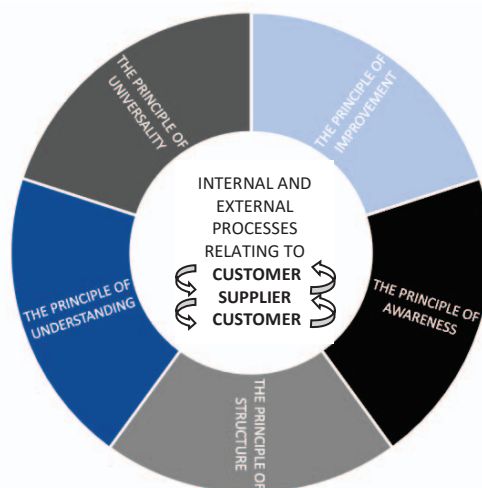 THE PRINCIPLE OF
UNIVERSALITY
THE PRINCIPLE OF
IMPROVEMENT
INTERNAL AND
EXTERNAL
PROCESSES
RELATING TO
CUSTOMER
SUPPLIER
CUSTOMER
THE PRINCIPLE OF
UNDERSTANDING
THE PRINCIPLE OF
AWARENESS
THE PRINCIPLE OF
STRUCTURE